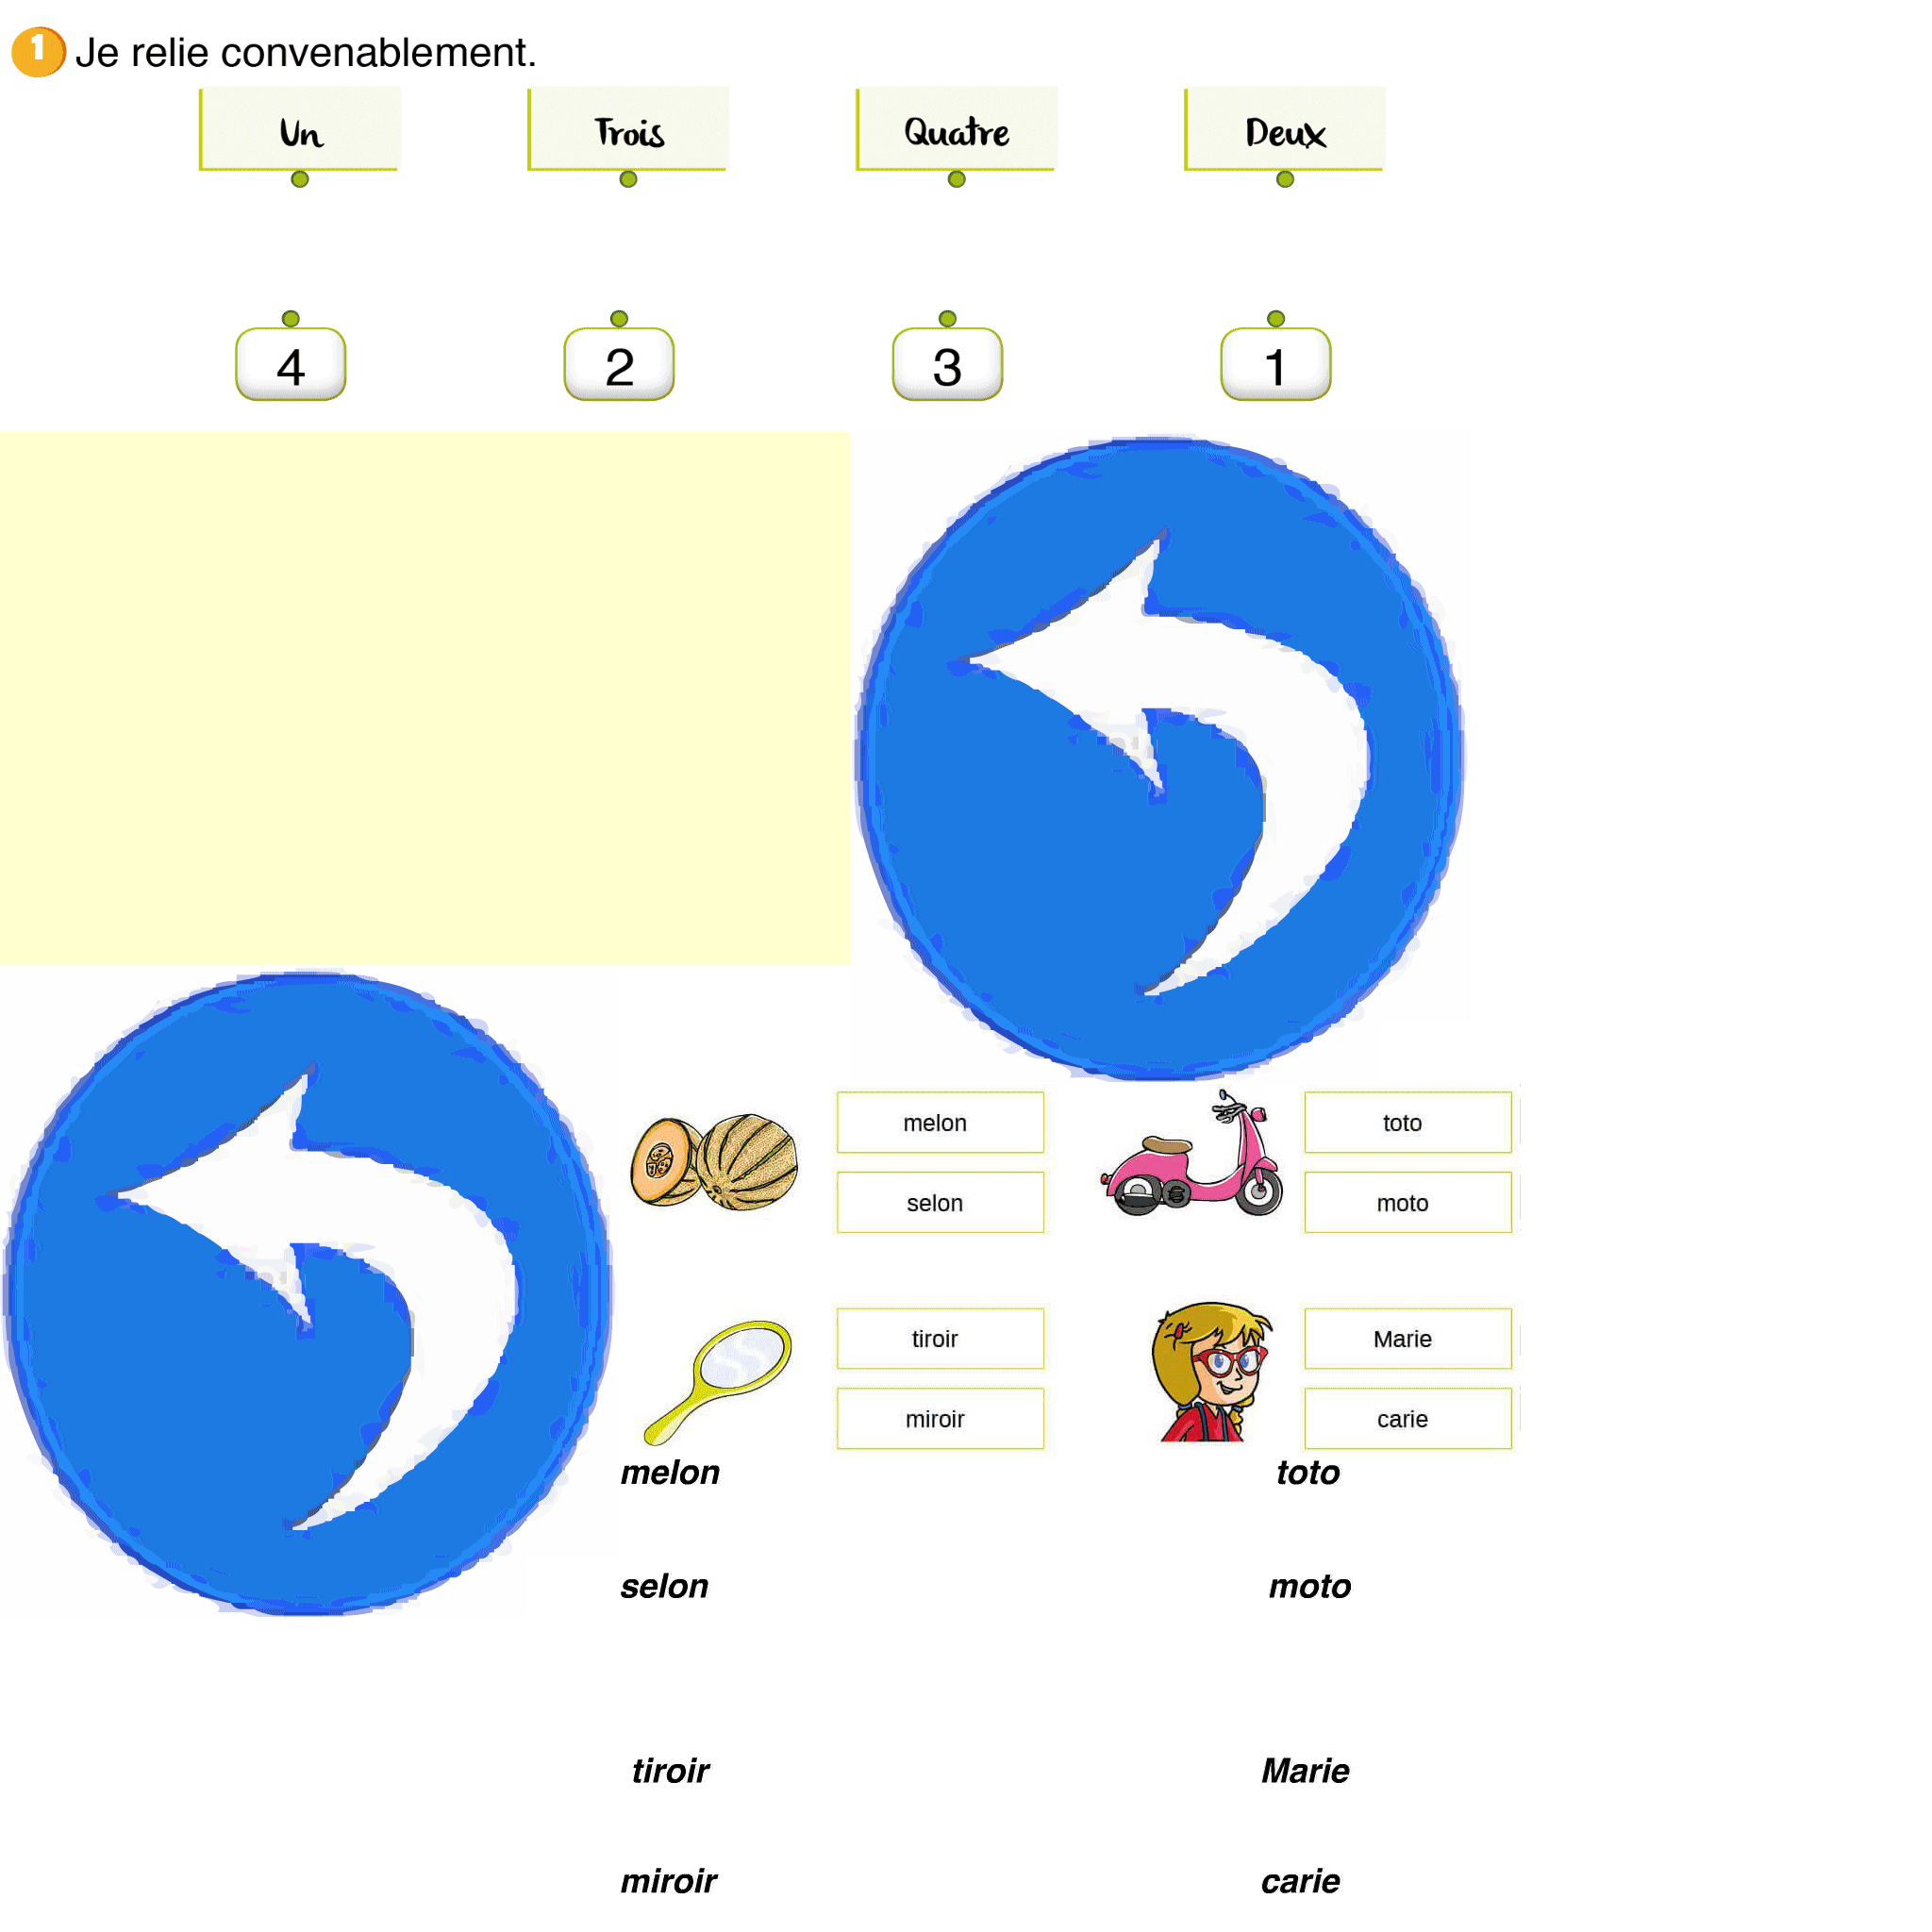 1 Je relie convenablement.
Un Trois Quatre Deux
4 2 3 1
melon toto
selon moto
tiroir Marie
miroir carie
melon toto
selon moto
tiroir Marie
miroir carie